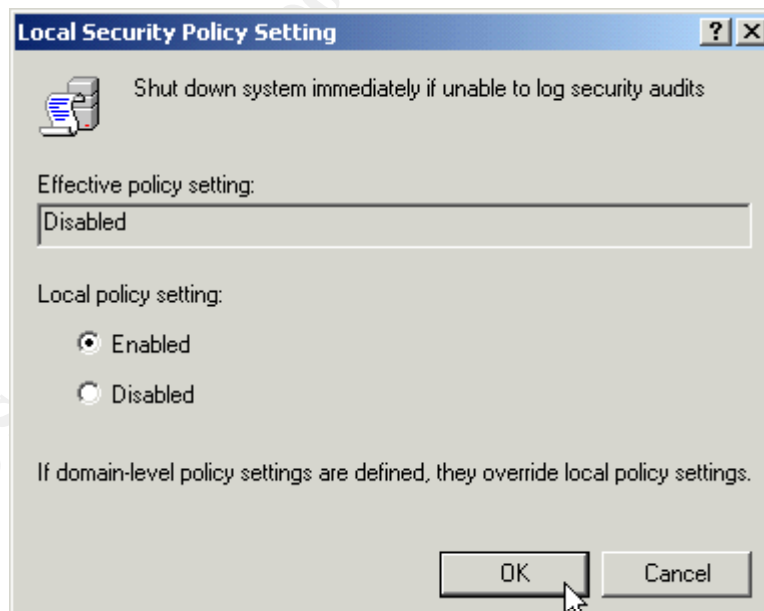 Local Security Policy Setting
Shut down system immediately if unable to log security audits
Effective policy setting:
Disabled
Local policy setting:
Enabled
Disabled
If domain-level policy settings are defined, they override local policy settings.
OK Cancel